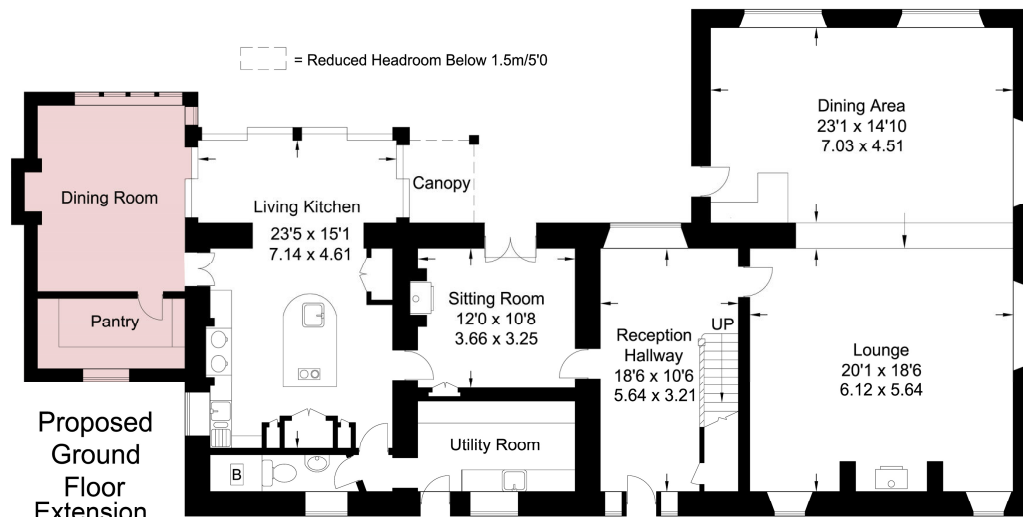 = Reduced Headroom Below 1.5m/5'0
Dining Area
23'1 x 14'10
7.03 x 4.51
Dining Room
Canopy
Living Kitchen
23'5 x 15'1
7.14 x 4.61
Sitting Room
12'0 x 10'8
3.66 x 3.25
Pantry
UP
Reception
Hallway
18'6 x 10'6
5.64 x 3.21
Lounge
20'1 x 18'6
6.12 x 5.64
Utility Room
B
Proposed
Ground
Floor
Extension